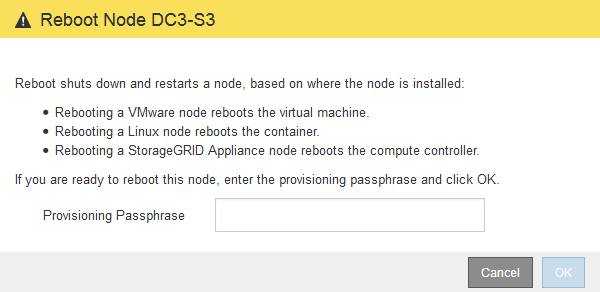 Reboot Node DC3-S3
Reboot shuts down and restarts a node, based on where the node is installed:
• Rebooting a VMware node reboots the virtual machine.
• Rebooting a Linux node reboots the container.
• Rebooting a StorageGRID Appliance node reboots the compute controller.
If you are ready to reboot this node, enter the provisioning passphrase and click OK.
Provisioning Passphrase
Cancel OK